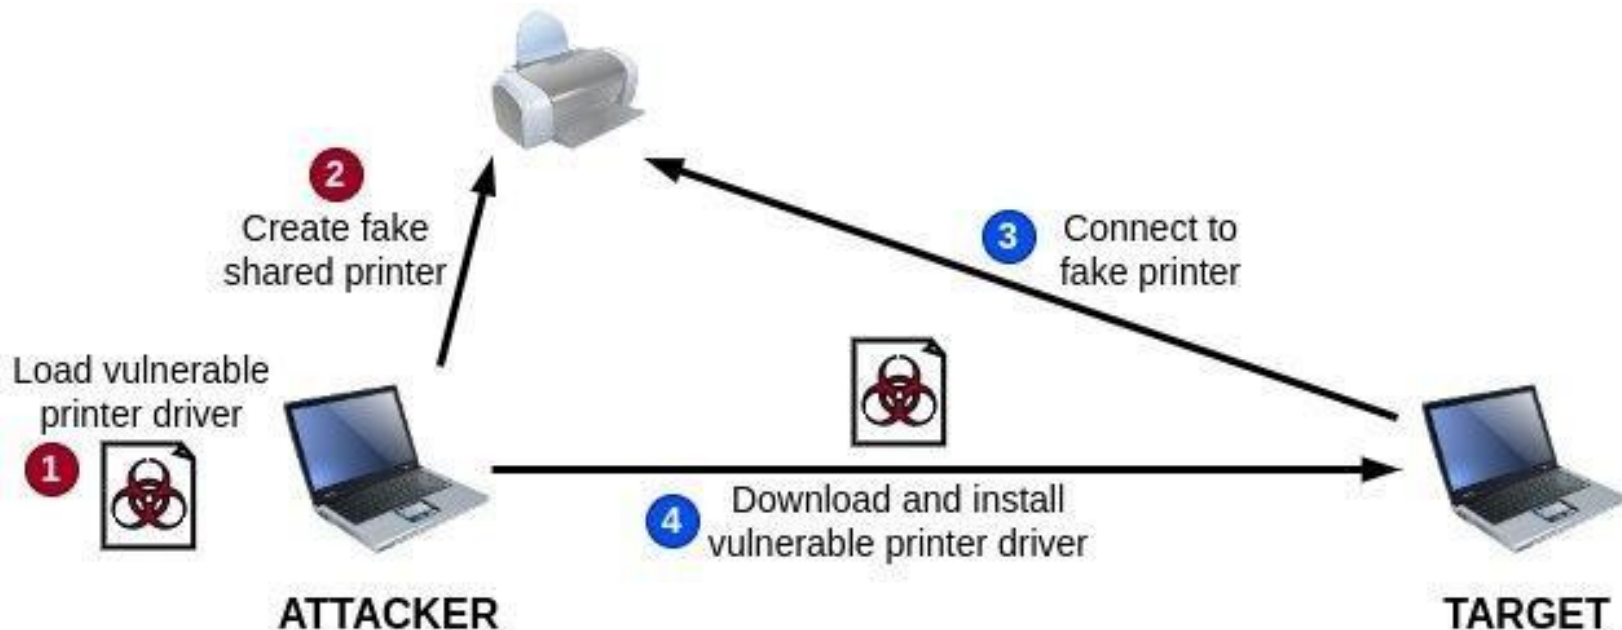 2
Create fake
shared printer
3
Connect to
fake printer
Load vulnerable
printer driver
1
4
Download and install
vulnerable printer driver
ATTACKER
TARGET